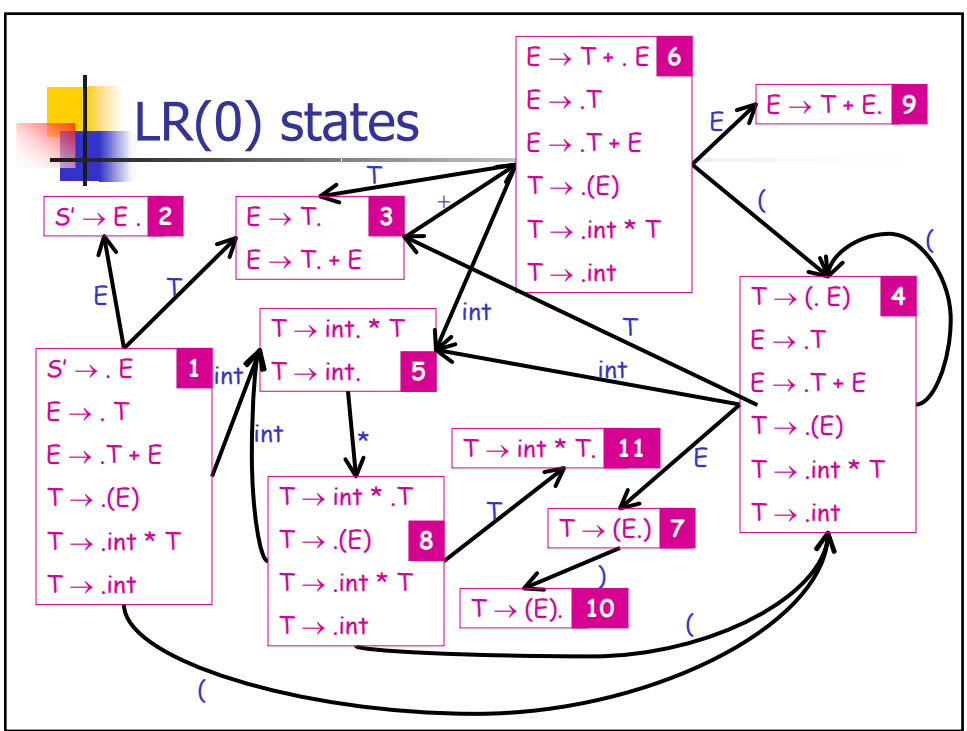 LR(0) states
E → T + . E 6
E → .T
E → .T + E
T → .(E)
T → .int * T
T → .int
E → T + E. 9
E
(
T
+
S' → E . 2
E → T. 3
E → T. + E
E
T
int
T
int
(
T → (. E) 4
E → .T
E → .T + E
T → .(E)
T → .int * T
T → .int
T → int. * T
T → int. 5
S' → . E 1
E → . T
E → .T + E
T → .(E)
T → .int * T
T → .int
int
int
*
T → int * .T
T → .(E) 8
T → .int * T
T → .int
T → int * T. 11
T
E
T → (E.) 7
)
T → (E). 10
(
(